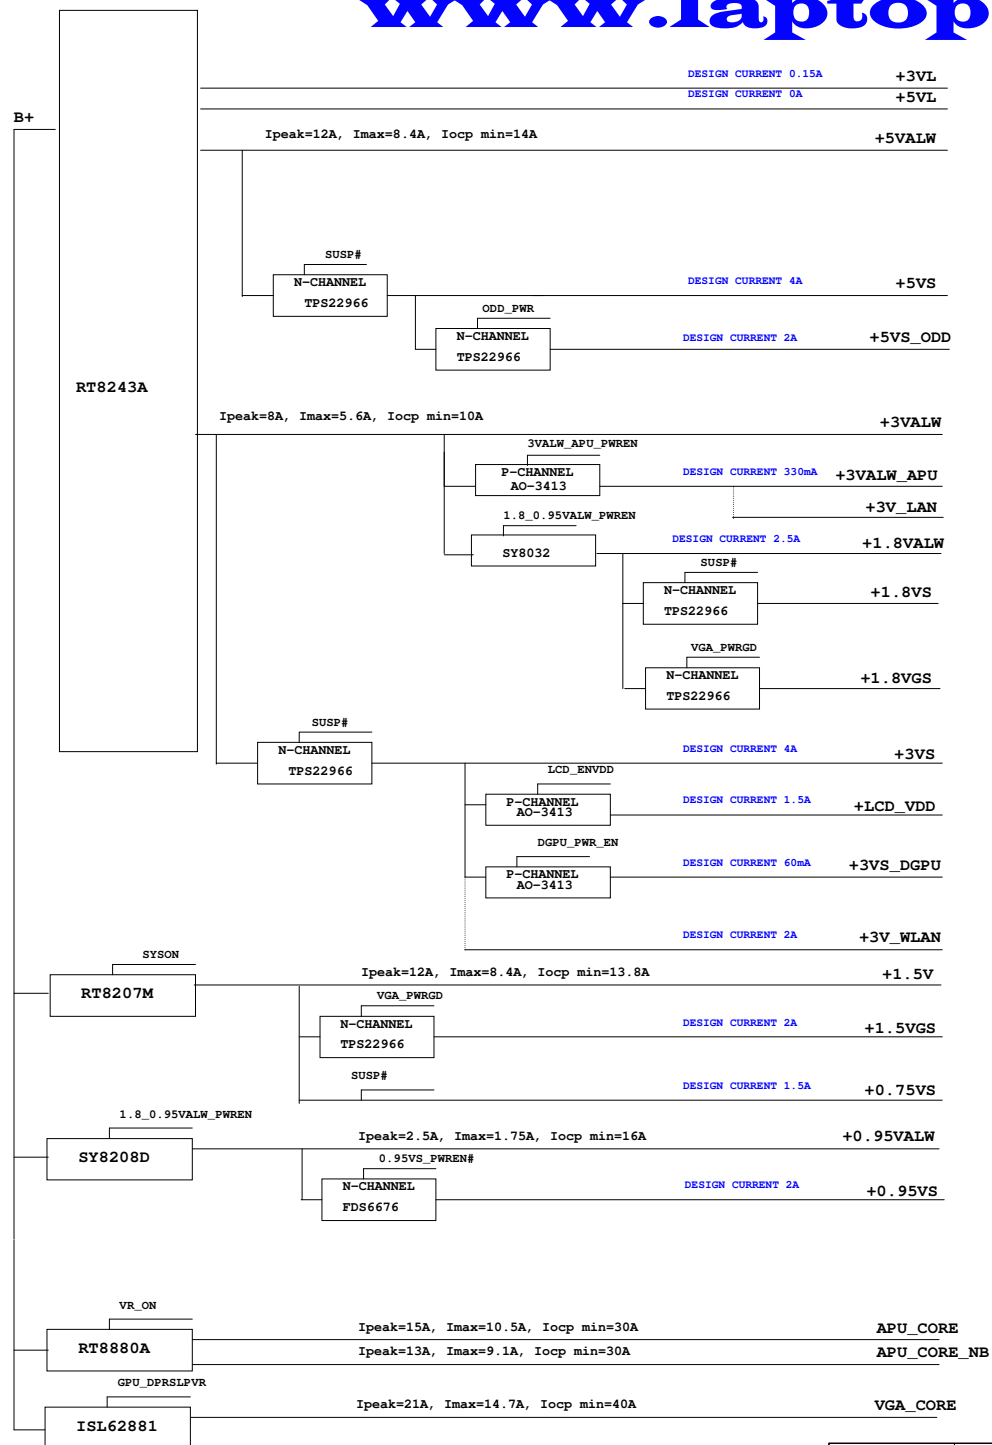 www.laptop
DESIGN CURRENT 0.15A +3VL
DESIGN CURRENT 0A +5VL
B+
Ipeak=12A, Imax=8.4A, Iocp min=14A +5VALW
SUSP#
N-CHANNEL
TPS22966
DESIGN CURRENT 4A +5VS
ODD_PWR
N-CHANNEL
TPS22966
DESIGN CURRENT 2A +5VS_ODD
RT8243A
Ipeak=8A, Imax=5.6A, Iocp min=10A +3VALW
3VALW_APU_PWREN
P-CHANNEL
AO-3413
DESIGN CURRENT 330mA +3VALW_APU
+3V_LAN
1.8_0.95VALW_PWREN
SY8032
DESIGN CURRENT 2.5A +1.8VALW
SUSP#
N-CHANNEL
TPS22966
+1.8VS
VGA_PWRGD
N-CHANNEL
TPS22966
+1.8VGS
SUSP#
N-CHANNEL
TPS22966
DESIGN CURRENT 4A +3VS
LCD_ENVDD
P-CHANNEL
AO-3413
DESIGN CURRENT 1.5A +LCD_VDD
DGPU_PWR_EN
P-CHANNEL
AO-3413
DESIGN CURRENT 60mA +3VS_DGPU
DESIGN CURRENT 2A +3V_WLAN
SYSON
RT8207M
Ipeak=12A, Imax=8.4A, Iocp min=13.8A +1.5V
VGA_PWRGD
N-CHANNEL
TPS22966
DESIGN CURRENT 2A +1.5VGS
SUSP#
DESIGN CURRENT 1.5A +0.75VS
1.8_0.95VALW_PWREN
SY8208D
Ipeak=2.5A, Imax=1.75A, Iocp min=16A +0.95VALW
0.95VS_PWREN#
N-CHANNEL
FDS6676
DESIGN CURRENT 2A +0.95VS
VR_ON
RT8880A
Ipeak=15A, Imax=10.5A, Iocp min=30A APU_CORE
Ipeak=13A, Imax=9.1A, Iocp min=30A APU_CORE_NB
GPU_DPRSLPVR
ISL62881
Ipeak=21A, Imax=14.7A, Iocp min=40A VGA_CORE